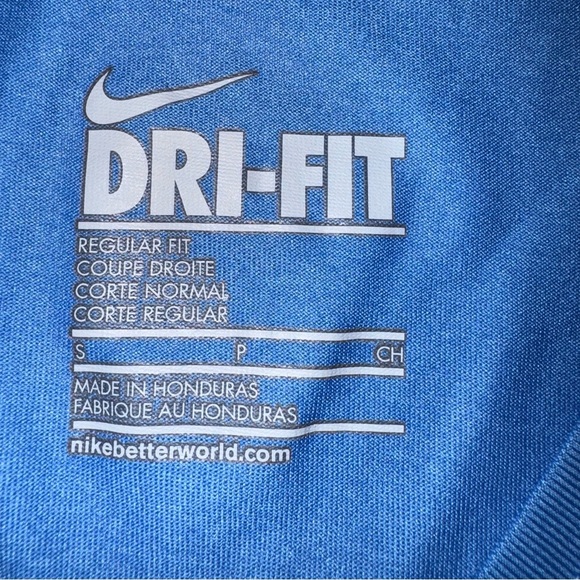 DRI-FIT
REGULAR FIT
COUPE DROITE
CORTE NORMAL
CORTE REGULAR
S P CH
MADE IN HONDURAS
FABRIQUE AU HONDURAS
nikebetterworld.com